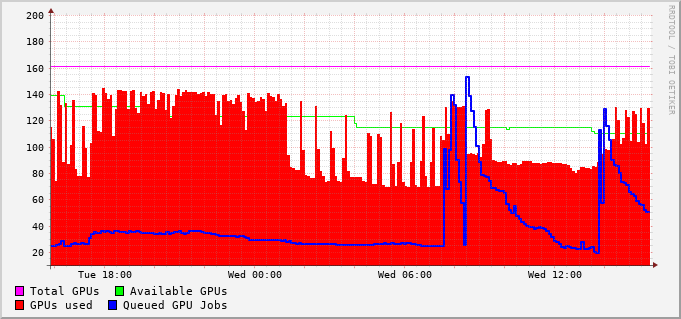 RRDTOOL / TOBI OETIKER
200
180
160
140
120
100
80
60
40
20
Tue 18:00 Wed 00:00 Wed 06:00 Wed 12:00
Total GPUs Available GPUs
GPUs used Queued GPU Jobs